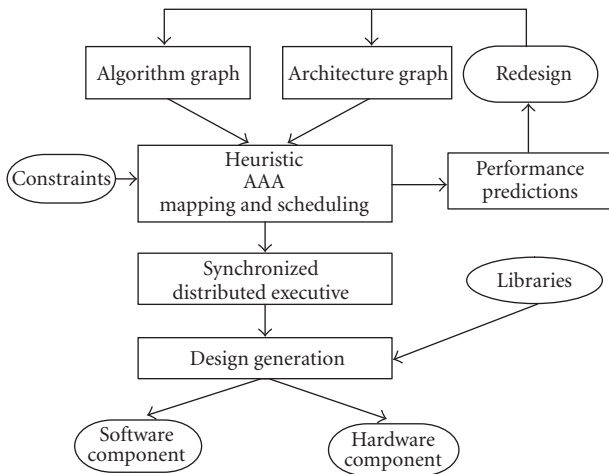 Algorithm graph
Architecture graph
Redesign
Constraints
Heuristic
AAA
mapping and scheduling
Performance
predictions
Synchronized
distributed executive
Libraries
Design generation
Software
component
Hardware
component